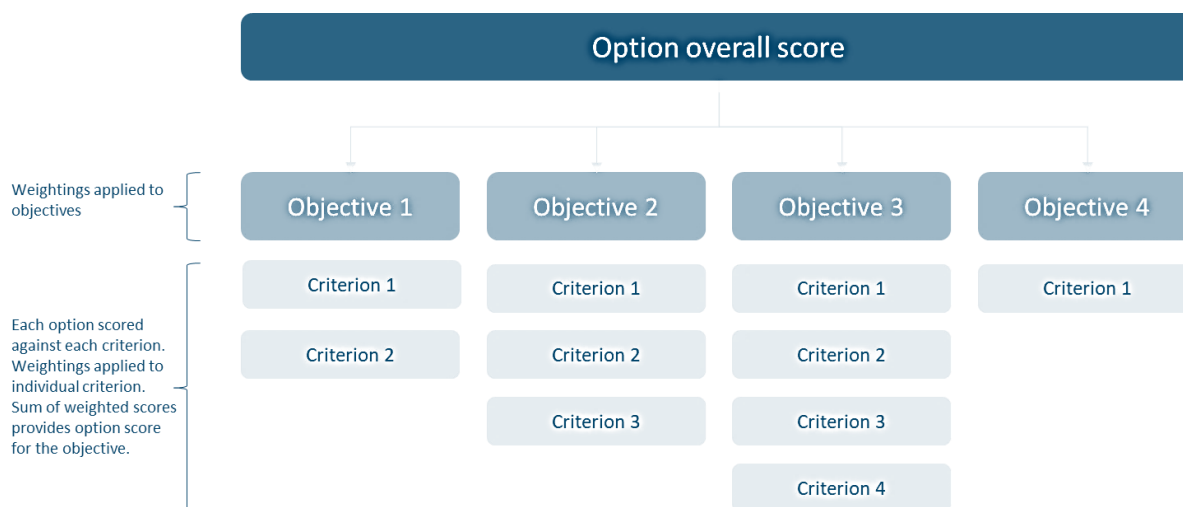 Option overall score
Weightings applied to
objectives
Objective 1
Objective 2
Objective 3
Objective 4
Each option scored
against each criterion.
Weightings applied to
individual criterion.
Sum of weighted scores
provides option score
for the objective.
Criterion 1
Criterion 2
Criterion 1
Criterion 2
Criterion 3
Criterion 1
Criterion 2
Criterion 3
Criterion 4
Criterion 1